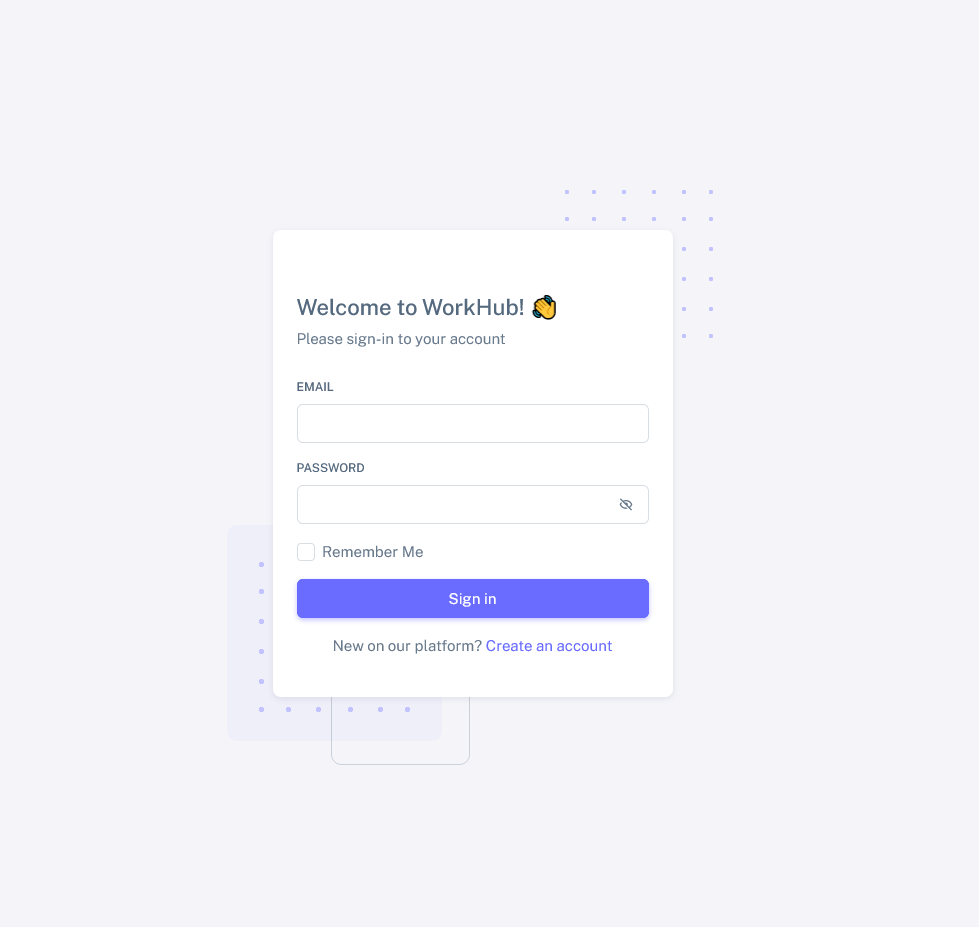 Welcome to WorkHub! 👋
Please sign-in to your account
EMAIL
PASSWORD
Remember Me
Sign in
New on our platform? Create an account